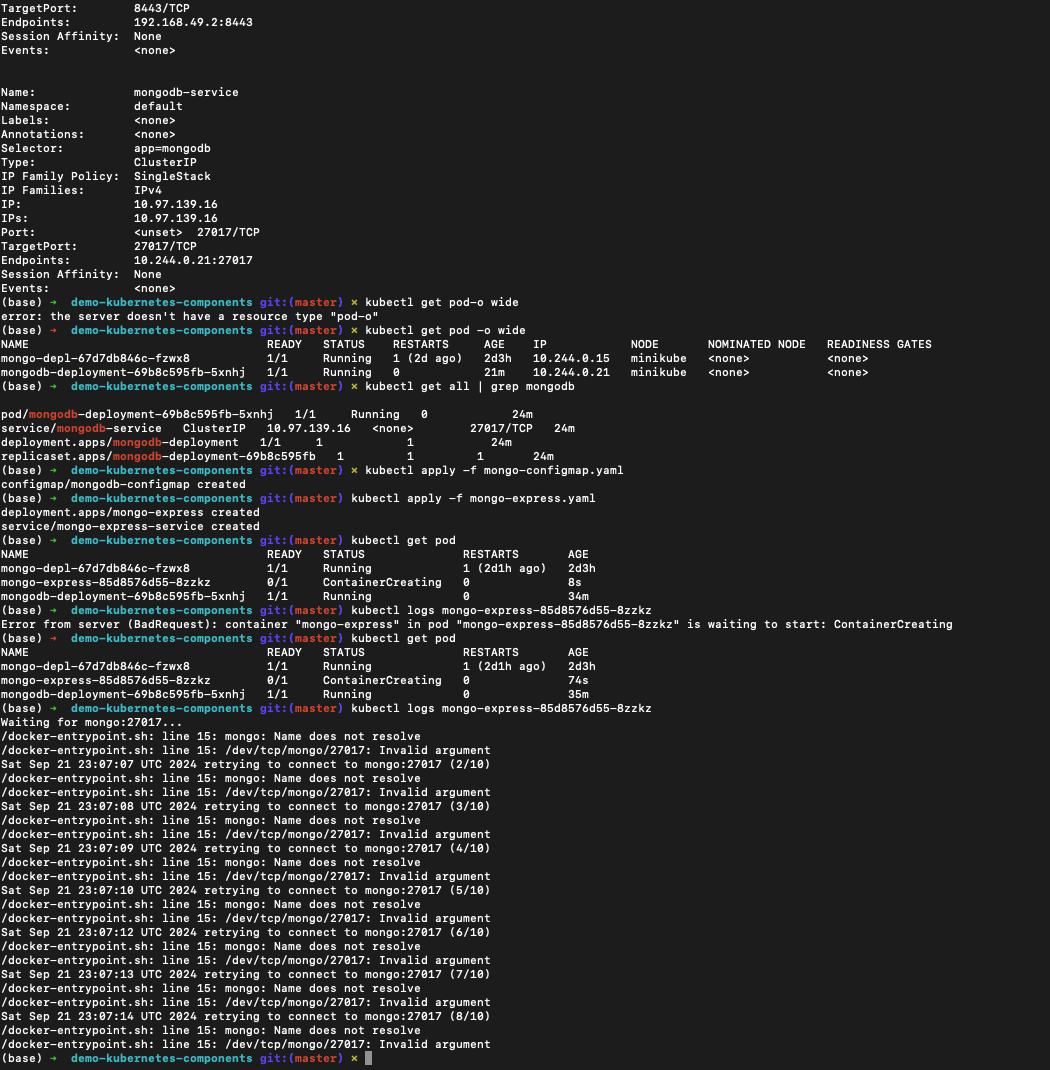 TargetPort:        8443/TCP
Endpoints:         192.168.49.2:8443
Session Affinity:  None
Events:            <none>
Name:              mongodb-service
Namespace:         default
Labels:            <none>
Annotations:       <none>
Selector:          app=mongodb
Type:              ClusterIP
IP Family Policy:  SingleStack
IP Families:       IPv4
IP:                10.97.139.16
IPs:               10.97.139.16
Port:              <unset>  27017/TCP
TargetPort:        27017/TCP
Endpoints:         10.244.0.21:27017
Session Affinity:  None
Events:            <none>
(base) ➜  demo-kubernetes-components git:(master) ✗ kubectl get pod-o wide
error: the server doesn't have a resource type "pod-o"
(base) ➜  demo-kubernetes-components git:(master) ✗ kubectl get pod -o wide
NAME                                  READY   STATUS    RESTARTS     AGE    IP            NODE       NOMINATED NODE   READINESS GATES
mongo-depl-67d7db846c-fzwx8           1/1     Running   1 (2d ago)   2d3h   10.244.0.15   minikube   <none>           <none>
mongodb-deployment-69b8c595fb-5xnhj   1/1     Running   0            21m    10.244.0.21   minikube   <none>           <none>
(base) ➜  demo-kubernetes-components git:(master) ✗ kubectl get all | grep mongodb
pod/mongodb-deployment-69b8c595fb-5xnhj   1/1     Running   0            24m
service/mongodb-service   ClusterIP   10.97.139.16   <none>        27017/TCP   24m
deployment.apps/mongodb-deployment   1/1     1            1           24m
replicaset.apps/mongodb-deployment-69b8c595fb   1         1         1       24m
(base) ➜  demo-kubernetes-components git:(master) ✗ kubectl apply -f mongo-configmap.yaml
configmap/mongodb-configmap created
(base) ➜  demo-kubernetes-components git:(master) kubectl apply -f mongo-express.yaml
deployment.apps/mongo-express created
service/mongo-express-service created
(base) ➜  demo-kubernetes-components git:(master) kubectl get pod
NAME                                  READY   STATUS              RESTARTS       AGE
mongo-depl-67d7db846c-fzwx8           1/1     Running             1 (2d1h ago)   2d3h
mongo-express-85d8576d55-8zzkz        0/1     ContainerCreating   0              8s
mongodb-deployment-69b8c595fb-5xnhj   1/1     Running             0              34m
(base) ➜  demo-kubernetes-components git:(master) kubectl logs mongo-express-85d8576d55-8zzkz
Error from server (BadRequest): container "mongo-express" in pod "mongo-express-85d8576d55-8zzkz" is waiting to start: ContainerCreating
(base) ➜  demo-kubernetes-components git:(master) kubectl get pod
NAME                                  READY   STATUS              RESTARTS       AGE
mongo-depl-67d7db846c-fzwx8           1/1     Running             1 (2d1h ago)   2d3h
mongo-express-85d8576d55-8zzkz        0/1     ContainerCreating   0              74s
mongodb-deployment-69b8c595fb-5xnhj   1/1     Running             0              35m
(base) ➜  demo-kubernetes-components git:(master) kubectl logs mongo-express-85d8576d55-8zzkz
Waiting for mongo:27017...
/docker-entrypoint.sh: line 15: mongo: Name does not resolve
/docker-entrypoint.sh: line 15: /dev/tcp/mongo/27017: Invalid argument
Sat Sep 21 23:07:07 UTC 2024 retrying to connect to mongo:27017 (2/10)
/docker-entrypoint.sh: line 15: mongo: Name does not resolve
/docker-entrypoint.sh: line 15: /dev/tcp/mongo/27017: Invalid argument
Sat Sep 21 23:07:08 UTC 2024 retrying to connect to mongo:27017 (3/10)
/docker-entrypoint.sh: line 15: mongo: Name does not resolve
/docker-entrypoint.sh: line 15: /dev/tcp/mongo/27017: Invalid argument
Sat Sep 21 23:07:09 UTC 2024 retrying to connect to mongo:27017 (4/10)
/docker-entrypoint.sh: line 15: mongo: Name does not resolve
/docker-entrypoint.sh: line 15: /dev/tcp/mongo/27017: Invalid argument
Sat Sep 21 23:07:10 UTC 2024 retrying to connect to mongo:27017 (5/10)
/docker-entrypoint.sh: line 15: mongo: Name does not resolve
/docker-entrypoint.sh: line 15: /dev/tcp/mongo/27017: Invalid argument
Sat Sep 21 23:07:12 UTC 2024 retrying to connect to mongo:27017 (6/10)
/docker-entrypoint.sh: line 15: mongo: Name does not resolve
/docker-entrypoint.sh: line 15: /dev/tcp/mongo/27017: Invalid argument
Sat Sep 21 23:07:13 UTC 2024 retrying to connect to mongo:27017 (7/10)
/docker-entrypoint.sh: line 15: mongo: Name does not resolve
/docker-entrypoint.sh: line 15: /dev/tcp/mongo/27017: Invalid argument
Sat Sep 21 23:07:14 UTC 2024 retrying to connect to mongo:27017 (8/10)
/docker-entrypoint.sh: line 15: mongo: Name does not resolve
/docker-entrypoint.sh: line 15: /dev/tcp/mongo/27017: Invalid argument
(base) ➜  demo-kubernetes-components git:(master) ✗